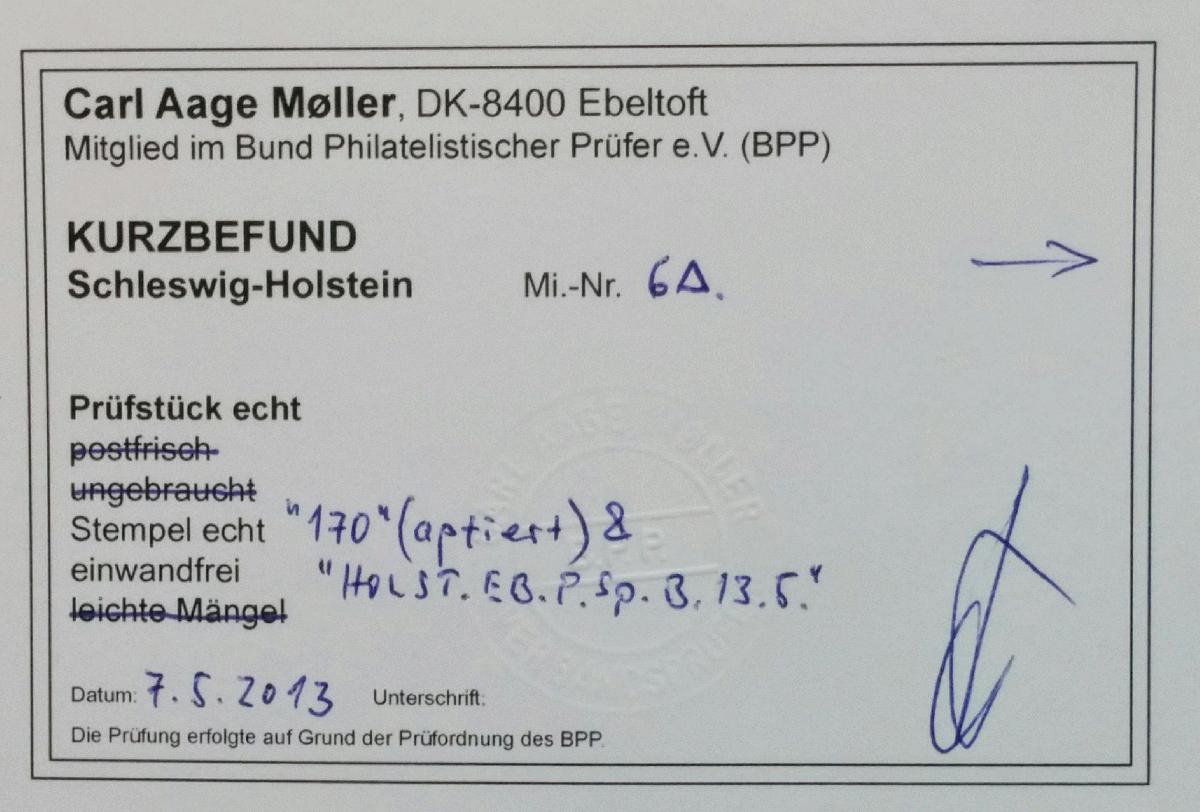 Carl Aage Møller, DK-8400 Ebeltoft
Mitglied im Bund Philatelistischer Prüfer e.V. (BPP)
KURZBEFUND
Schleswig-Holstein Mi.-Nr. 6A.
Prüfstück echt
postfrisch
ungebraucht
Stempel echt "170" (aptiert) &
einwandfrei "HOLST. EB. P. Sp. B. 13.5."
leichte Mängel
Datum: 7.5.2013 Unterschrift:
Die Prüfung erfolgte auf Grund der Prüfordnung des BPP.